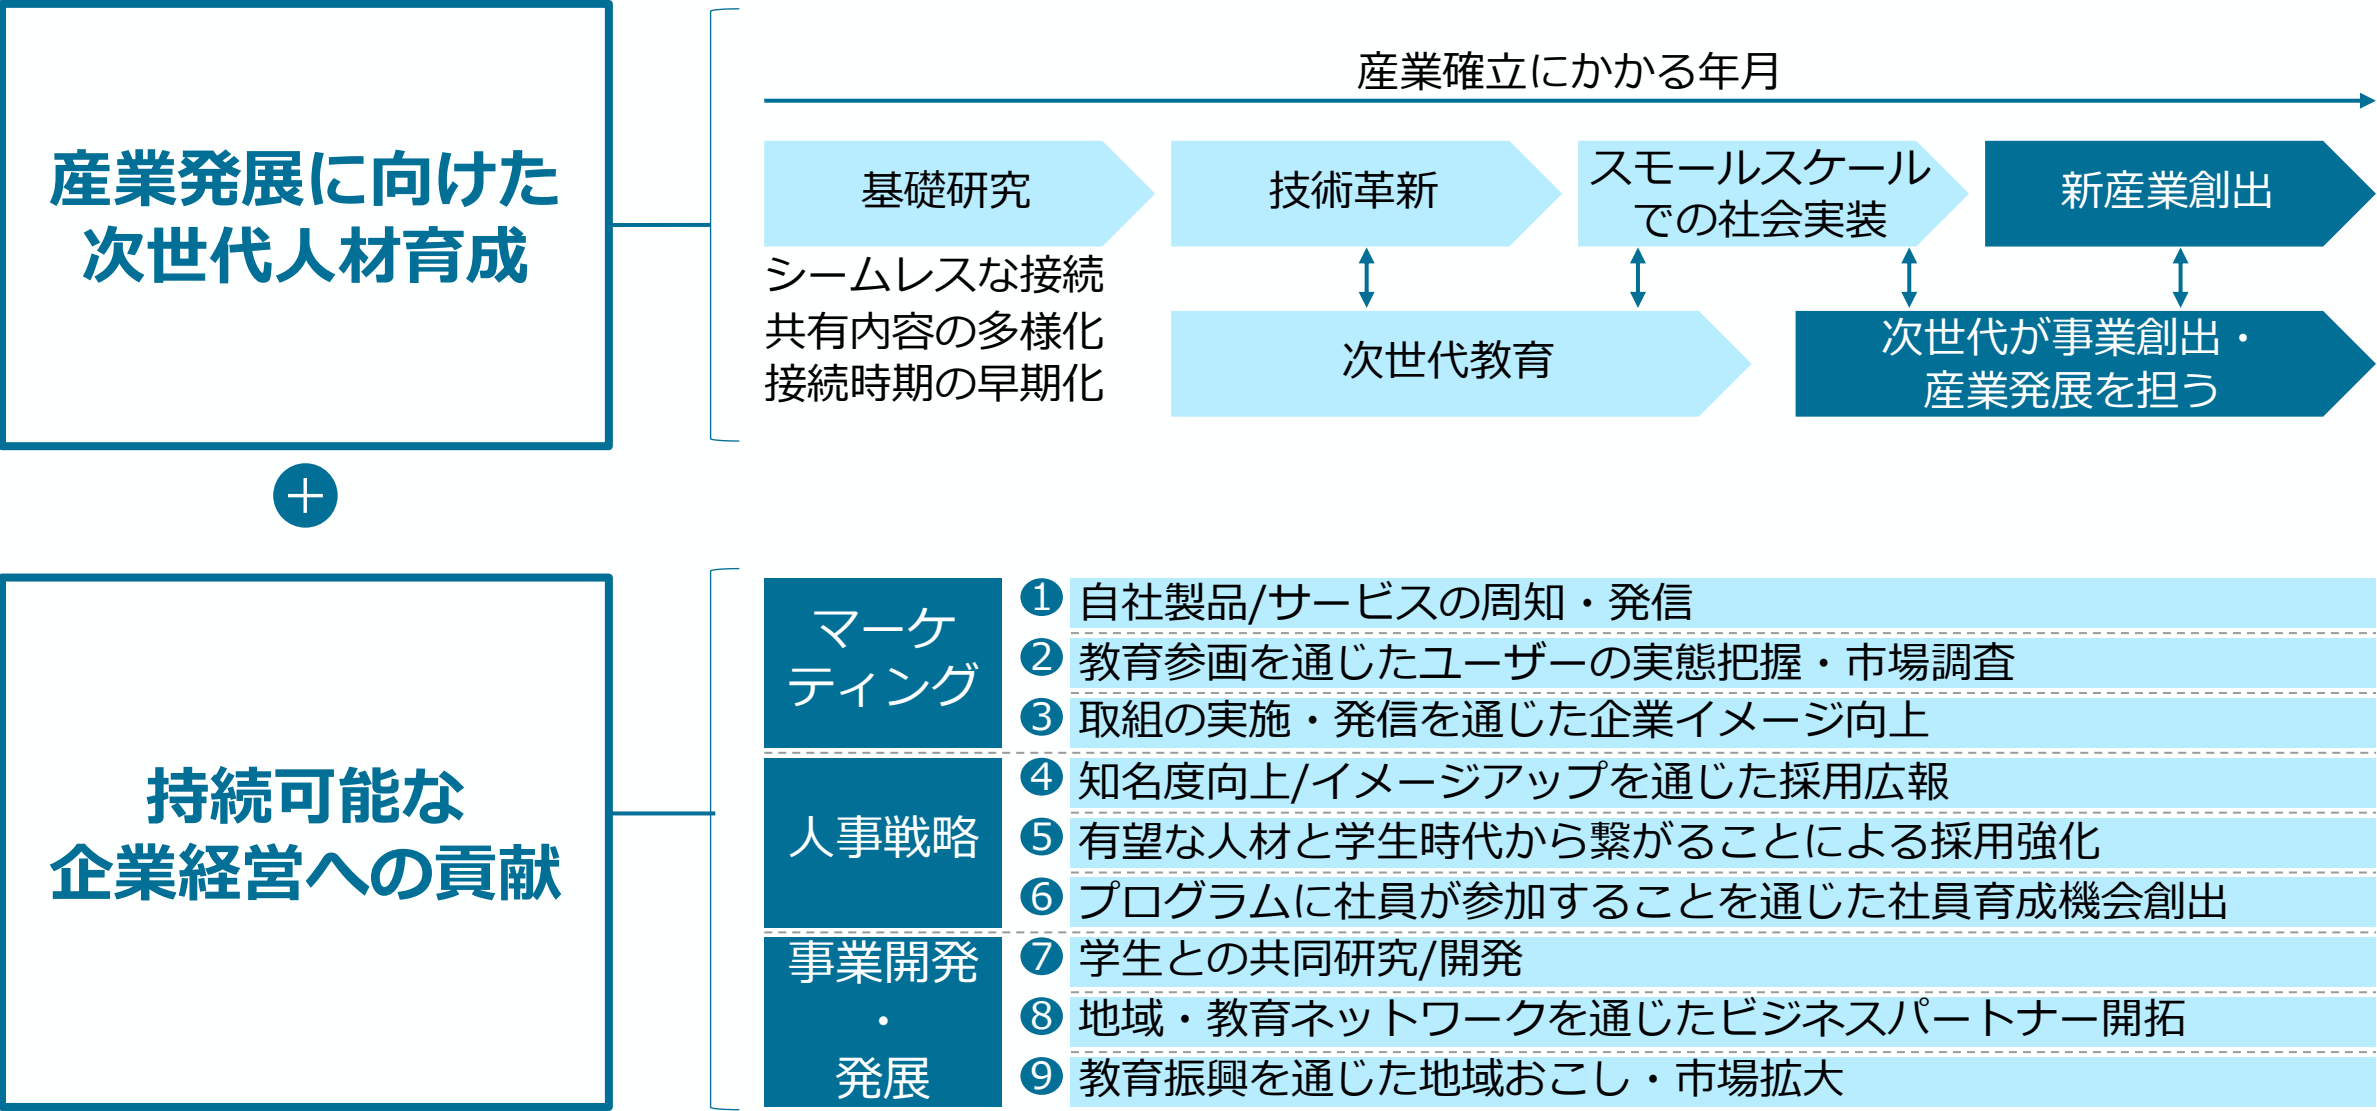 産業発展に向けた
次世代人材育成
産業確立にかかる年月
基礎研究
技術革新
スモールスケール
での社会実装
新産業創出
シームレスな接続
共有内容の多様化
接続時期の早期化
次世代教育
次世代が事業創出・
産業発展を担う
＋
持続可能な
企業経営への貢献
マーケ
ティング
❶ 自社製品/サービスの周知・発信
❷ 教育参画を通じたユーザーの実態把握・市場調査
❸ 取組の実施・発信を通じた企業イメージ向上
人事戦略
❹ 知名度向上/イメージアップを通じた採用広報
❺ 有望な人材と学生時代から繋がることによる採用強化
❻ プログラムに社員が参加することを通じた社員育成機会創出
事業開発
・
発展
❼ 学生との共同研究/開発
❽ 地域・教育ネットワークを通じたビジネスパートナー開拓
❾ 教育振興を通じた地域おこし・市場拡大